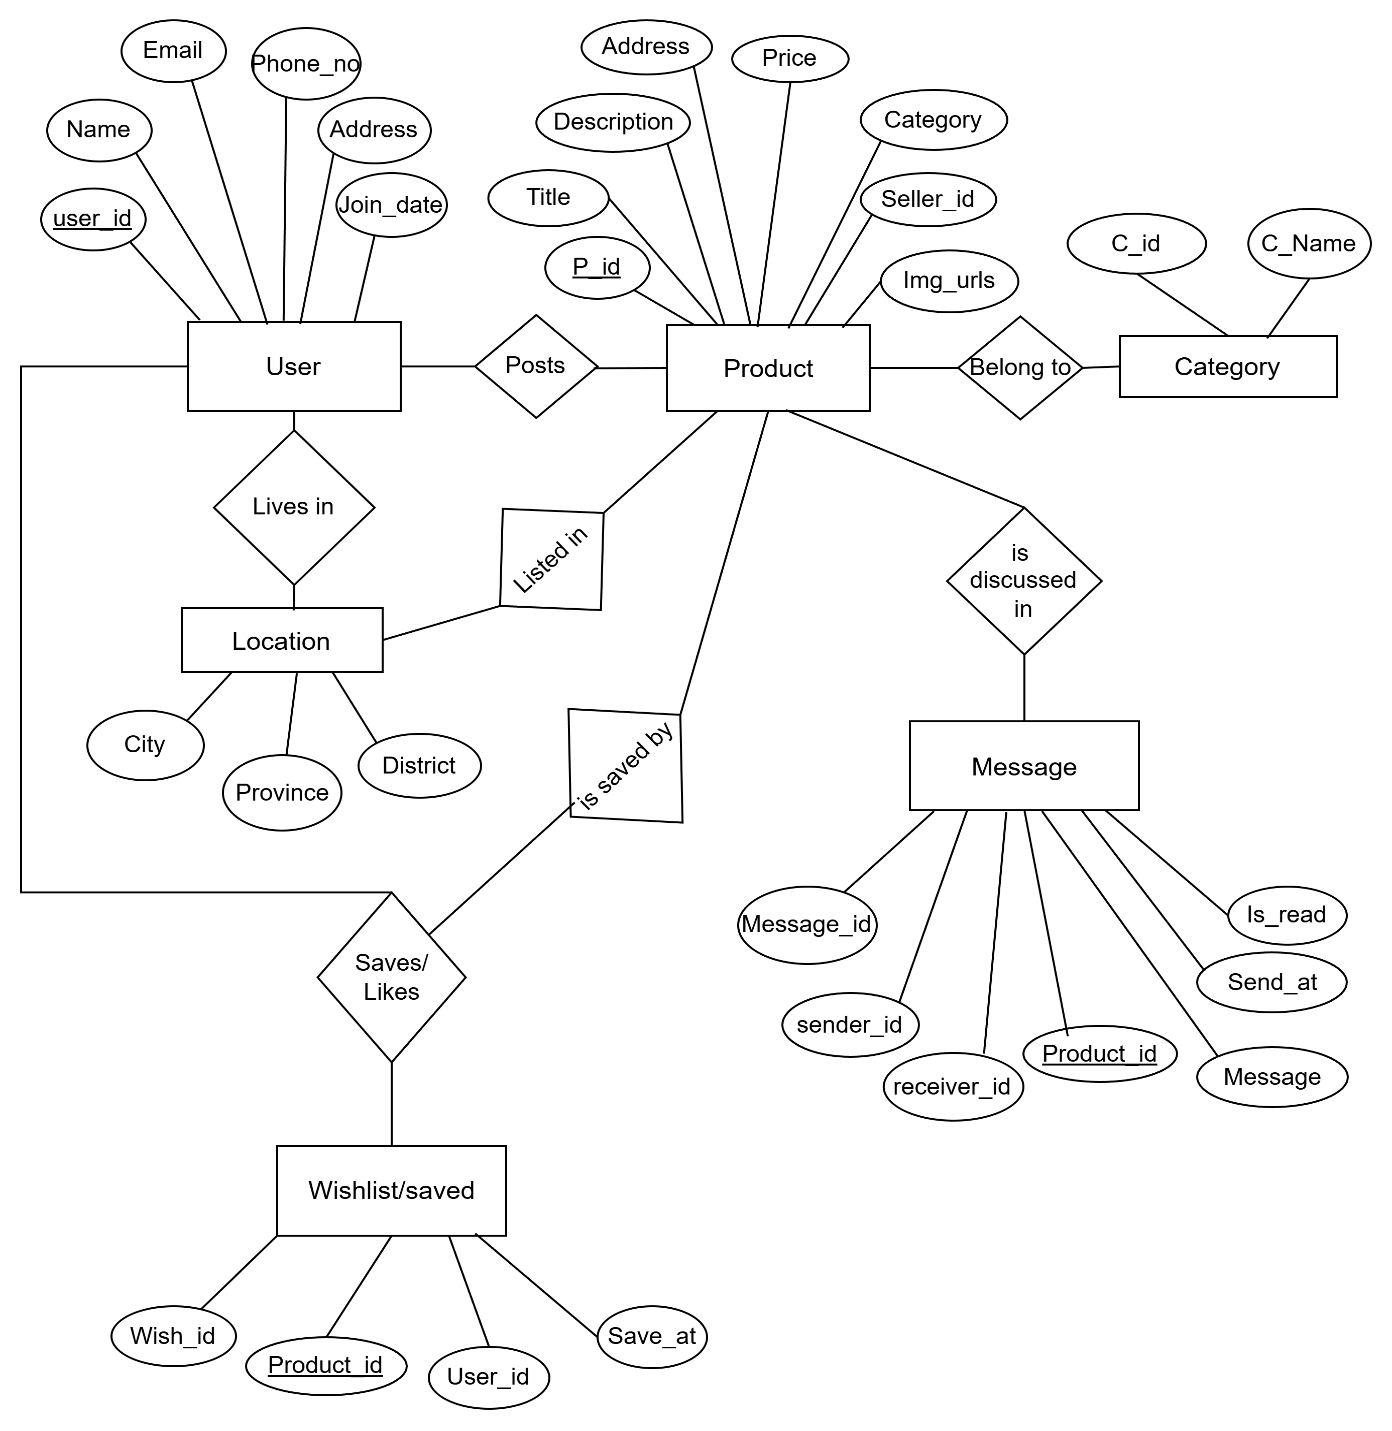 Email
Phone_no
Name
Address
user_id
Join_date
Address
Price
Description
Category
Title
Seller_id
P_id
Img_urls
C_id
C_Name
User
Posts
Product
Belong to
Category
Lives in
Listed in
is
discussed
in
Location
City
Province
District
is saved by
Message
Message_id
Is_read
Send_at
sender_id
receiver_id
Product_id
Message
Saves/
Likes
Wishlist/saved
Wish_id
Product_id
User_id
Save_at